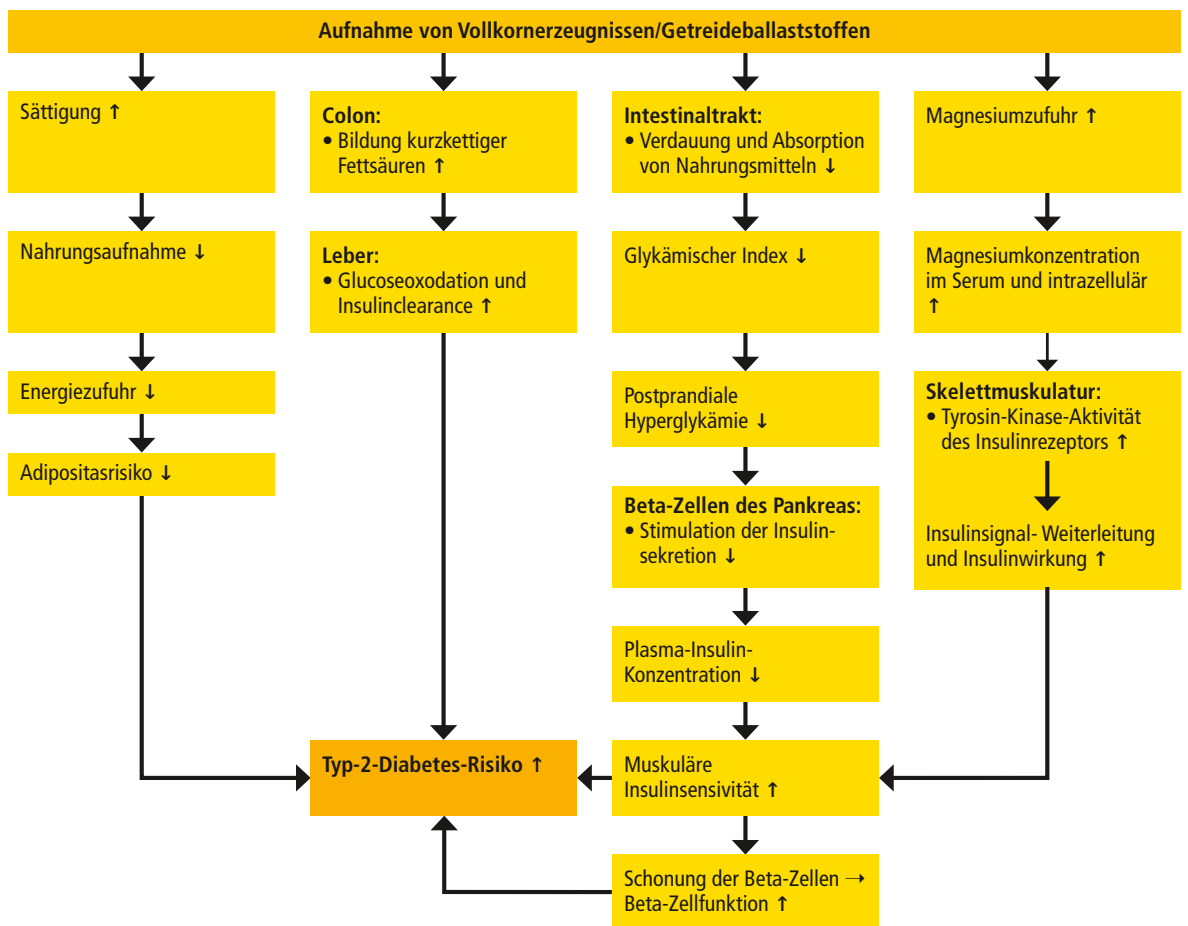 Aufnahme von Vollkornerzeugnissen/Getreideballaststoffen
Sättigung ↑
Nahrungsaufnahme ↓
Energiezufuhr ↓
Adipositasrisiko ↓
Colon:
• Bildung kurzkettiger
Fettsäuren ↑
Leber:
• Glucoseoxodation und
Insulinclearance ↑
Typ-2-Diabetes-Risiko ↑
Intestinaltrakt:
• Verdauung und Absorption
von Nahrungsmitteln ↓
Glykämischer Index ↓
Postprandiale
Hyperglykämie ↓
Beta-Zellen des Pankreas:
• Stimulation der Insulin-
sekretion ↓
Plasma-Insulin-
Konzentration ↓
Muskuläre
Insulinsensivität ↑
Schonung der Beta-Zellen →
Beta-Zellfunktion ↑
Magnesiumzufuhr ↑
Magnesiumkonzentration
im Serum und intrazellulär
↑
Skelettmuskulatur:
• Tyrosin-Kinase-Aktivität
des Insulinrezeptors ↑
Insulinsignal- Weiterleitung
und Insulinwirkung ↑